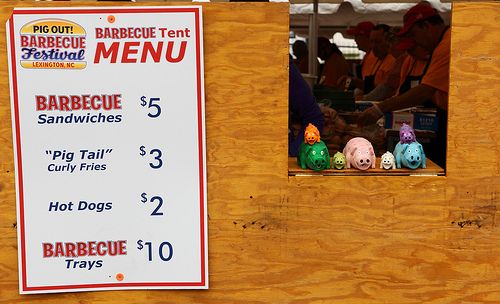 PIG OUT!
BARBECUE
Festival
LEXINGTON, NC
BARBECUE Tent
MENU
BARBECUE $5
Sandwiches
"Pig Tail" $3
Curly Fries
Hot Dogs $2
BARBECUE $10
Trays